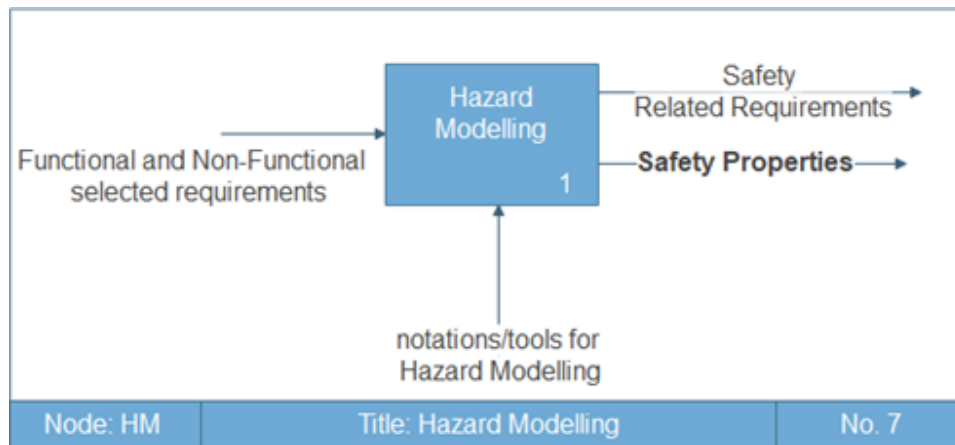 Hazard
Modelling
1
Safety
Related Requirements
Safety Properties
Functional and Non-Functional
selected requirements
notations/tools for
Hazard Modelling
Node: HM
Title: Hazard Modelling
No. 7